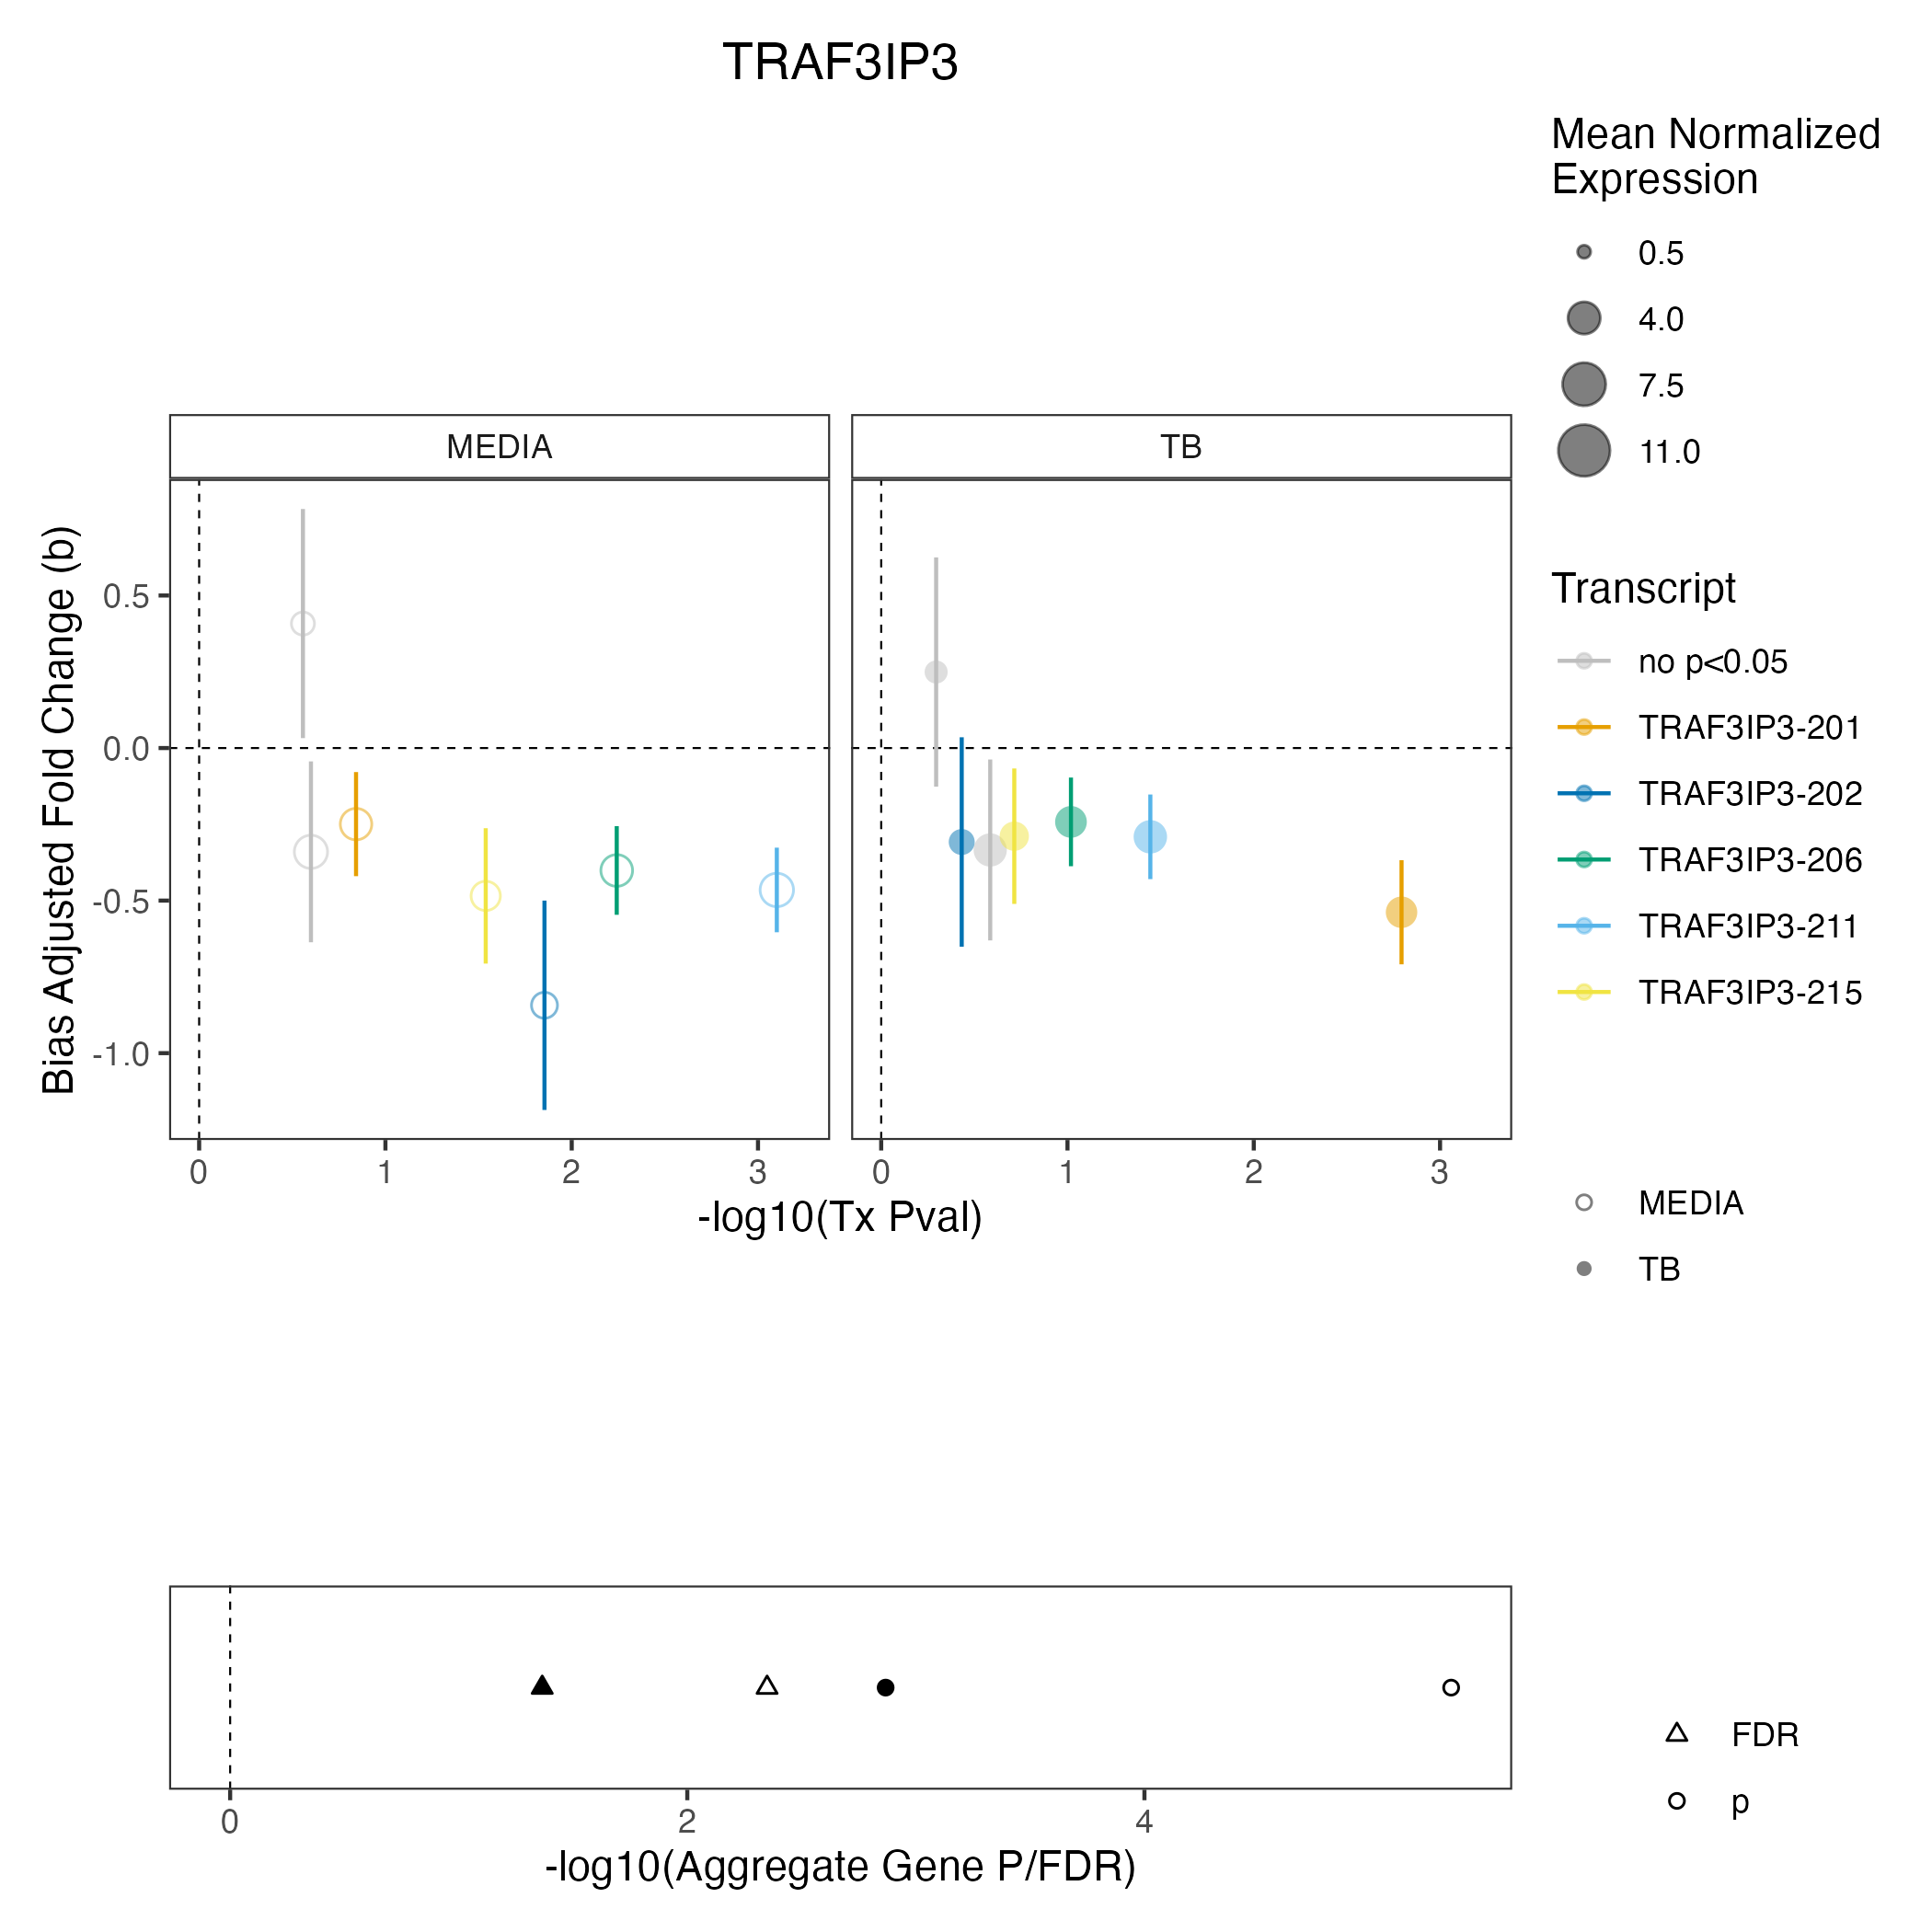 TRAF3IP3
Mean Normalized
Expression
0.5
4.0
7.5
11.0
MEDIA
TB
Bias Adjusted Fold Change (b)
0.5
0.0
-0.5
-1.0
0
1
2
3
0
1
2
3
-log10(Tx Pval)
Transcript
no p<0.05
TRAF3IP3-201
TRAF3IP3-202
TRAF3IP3-206
TRAF3IP3-211
TRAF3IP3-215
MEDIA
TB
0
2
4
-log10(Aggregate Gene P/FDR)
FDR
p